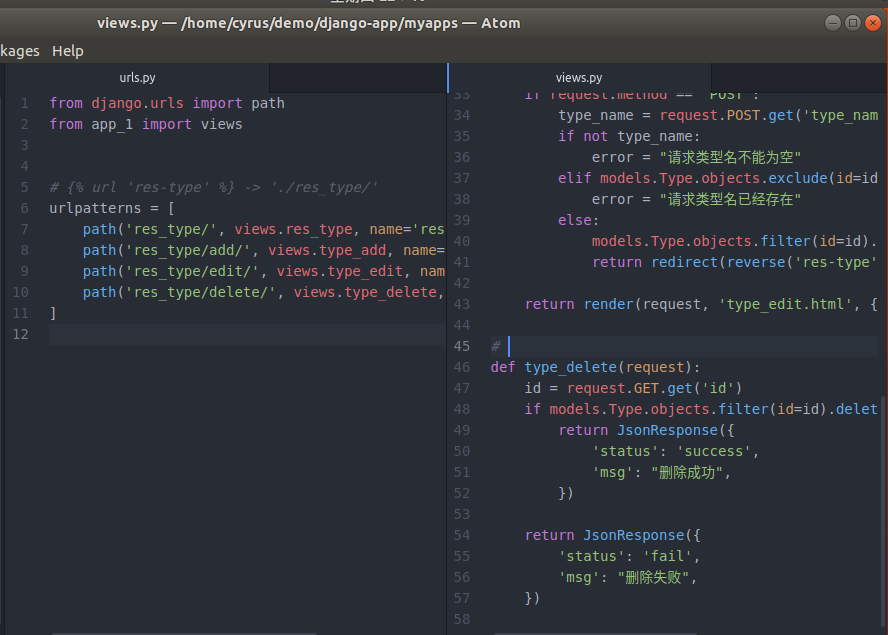 views.py — /home/cyrus/demo/django-app/myapps — Atom
kages Help
urls.py
1 from django.urls import path
2 from app_1 import views
3
4
5 # {% url 'res-type' %} -> './res_type/'
6 urlpatterns = [
7 path('res_type/', views.res_type, name='res
8 path('res_type/add/', views.type_add, name=
9 path('res_type/edit/', views.type_edit, nam
10 path('res_type/delete/', views.type_delete,
11 ]
12
views.py
33 if request.method == 'POST':
34 type_name = request.POST.get('type_nam
35 if not type_name:
36 error = "请求类型名不能为空"
37 elif models.Type.objects.exclude(id=id
38 error = "请求类型名已经存在"
39 else:
40 models.Type.objects.filter(id=id).
41 return redirect(reverse('res-type'
42
43 return render(request, 'type_edit.html', {
44
45 #
46 def type_delete(request):
47 id = request.GET.get('id')
48 if models.Type.objects.filter(id=id).delet
49 return JsonResponse({
50 'status': 'success',
51 'msg': "删除成功",
52 })
53
54 return JsonResponse({
55 'status': 'fail',
56 'msg': "删除失败",
57 })
58